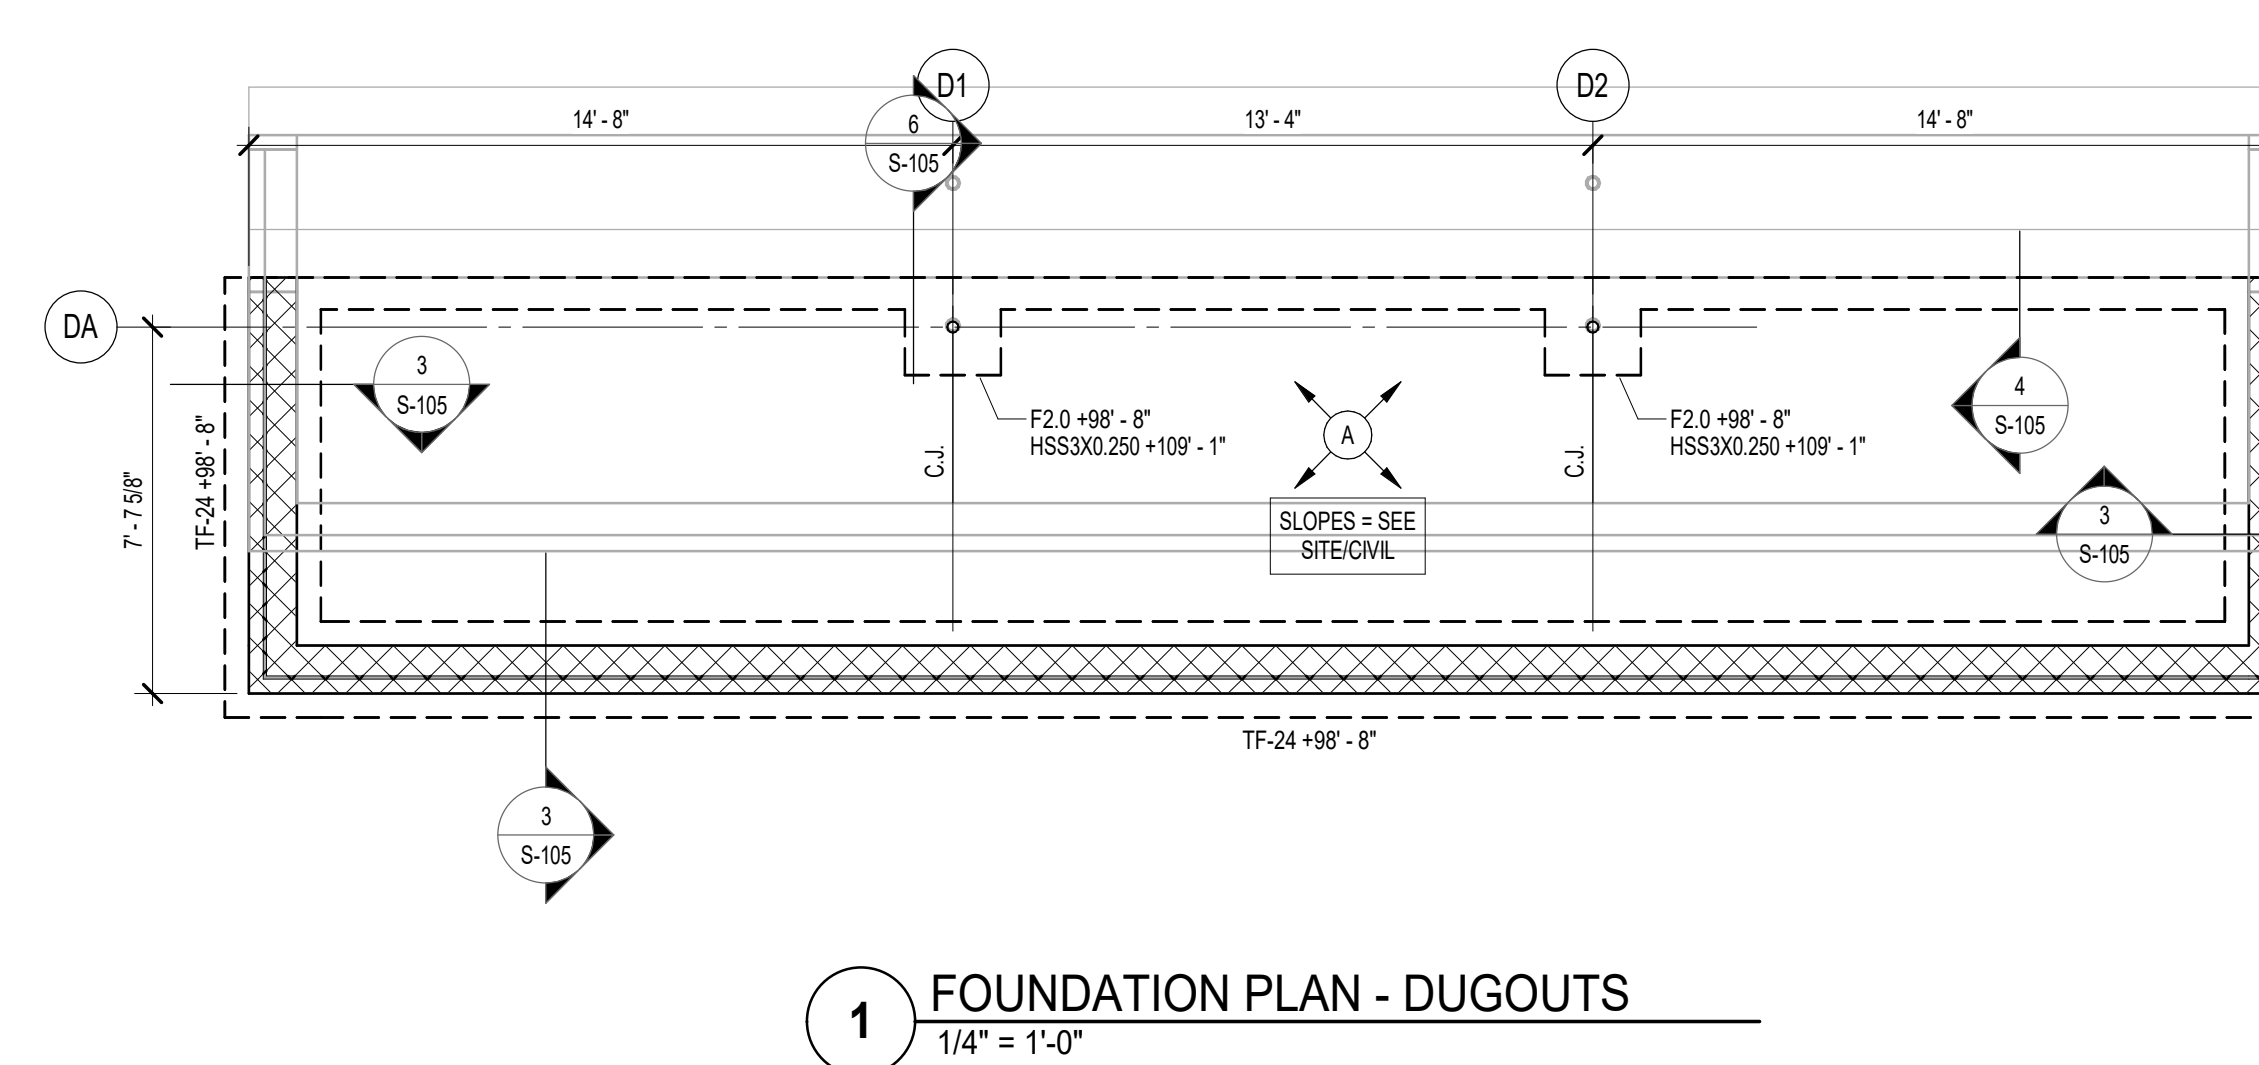 D1
D2
14' - 8"
13' - 4"
14' - 8"
6
S-105
DA
3
S-105
4
S-105
F2.0 +98' - 8"
HSS3X0.250 +109' - 1"
A
F2.0 +98' - 8"
HSS3X0.250 +109' - 1"
C.J.
C.J.
7' - 7 5/8"
TF-24 +98' - 8"
SLOPES = SEE
SITE/CIVIL
3
S-105
TF-24 +98' - 8"
3
S-105
1
FOUNDATION PLAN - DUGOUTS
1/4" = 1'-0"